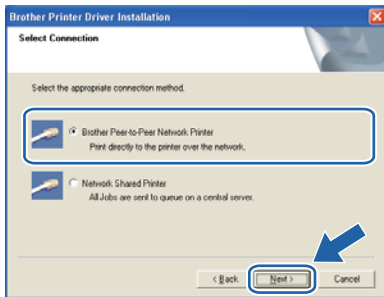 Brother Printer Driver Installation
Select Connection
Select the appropriate connection method.
Brother Peer-to-Peer Network Printer
Print directly to the printer over the network.
Network Shared Printer
All Jobs are sent to queue on a central server.
< Back
Next >
Cancel